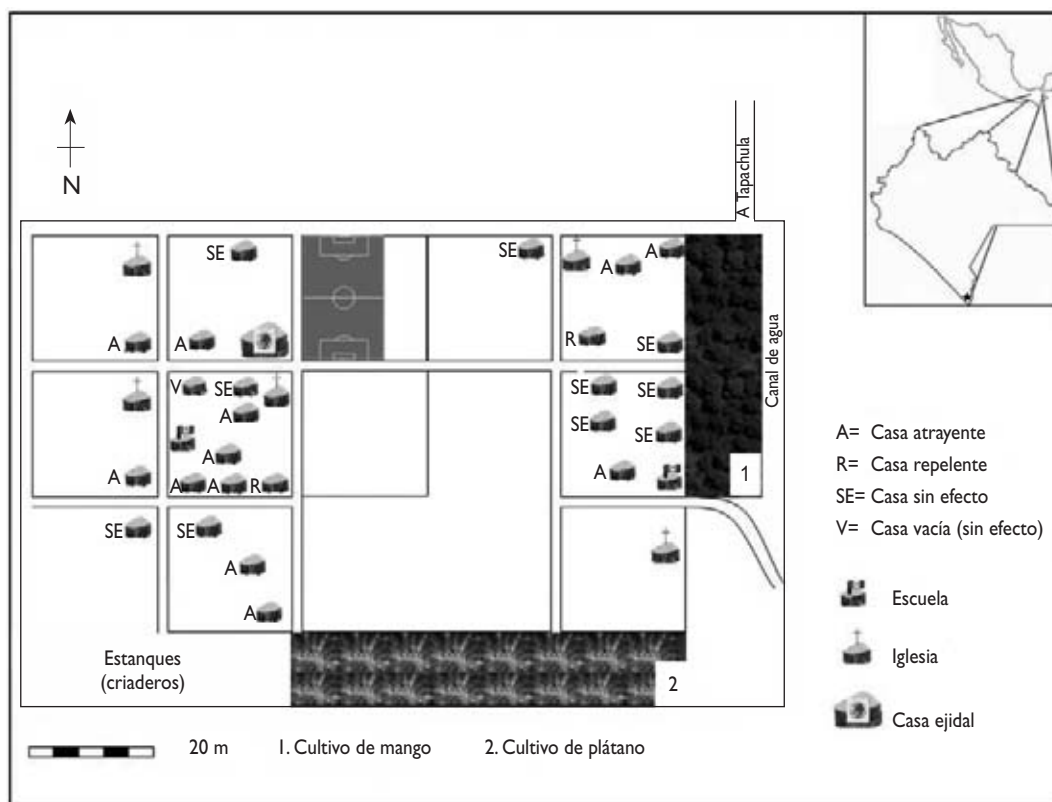 N
A Tapachula
SE
SE
A
A
A
A
R
SE
V
SE
A
A
A
A
A
R
SE
SE
SE
SE
A
1
Canal de agua
SE
SE
A
A
Estanques
(criaderos)
2
A= Casa atrayente
R= Casa repelente
SE= Casa sin efecto
V= Casa vacía (sin efecto)
Escuela
Iglesia
Casa ejidal
20 m
1. Cultivo de mango
2. Cultivo de plátano